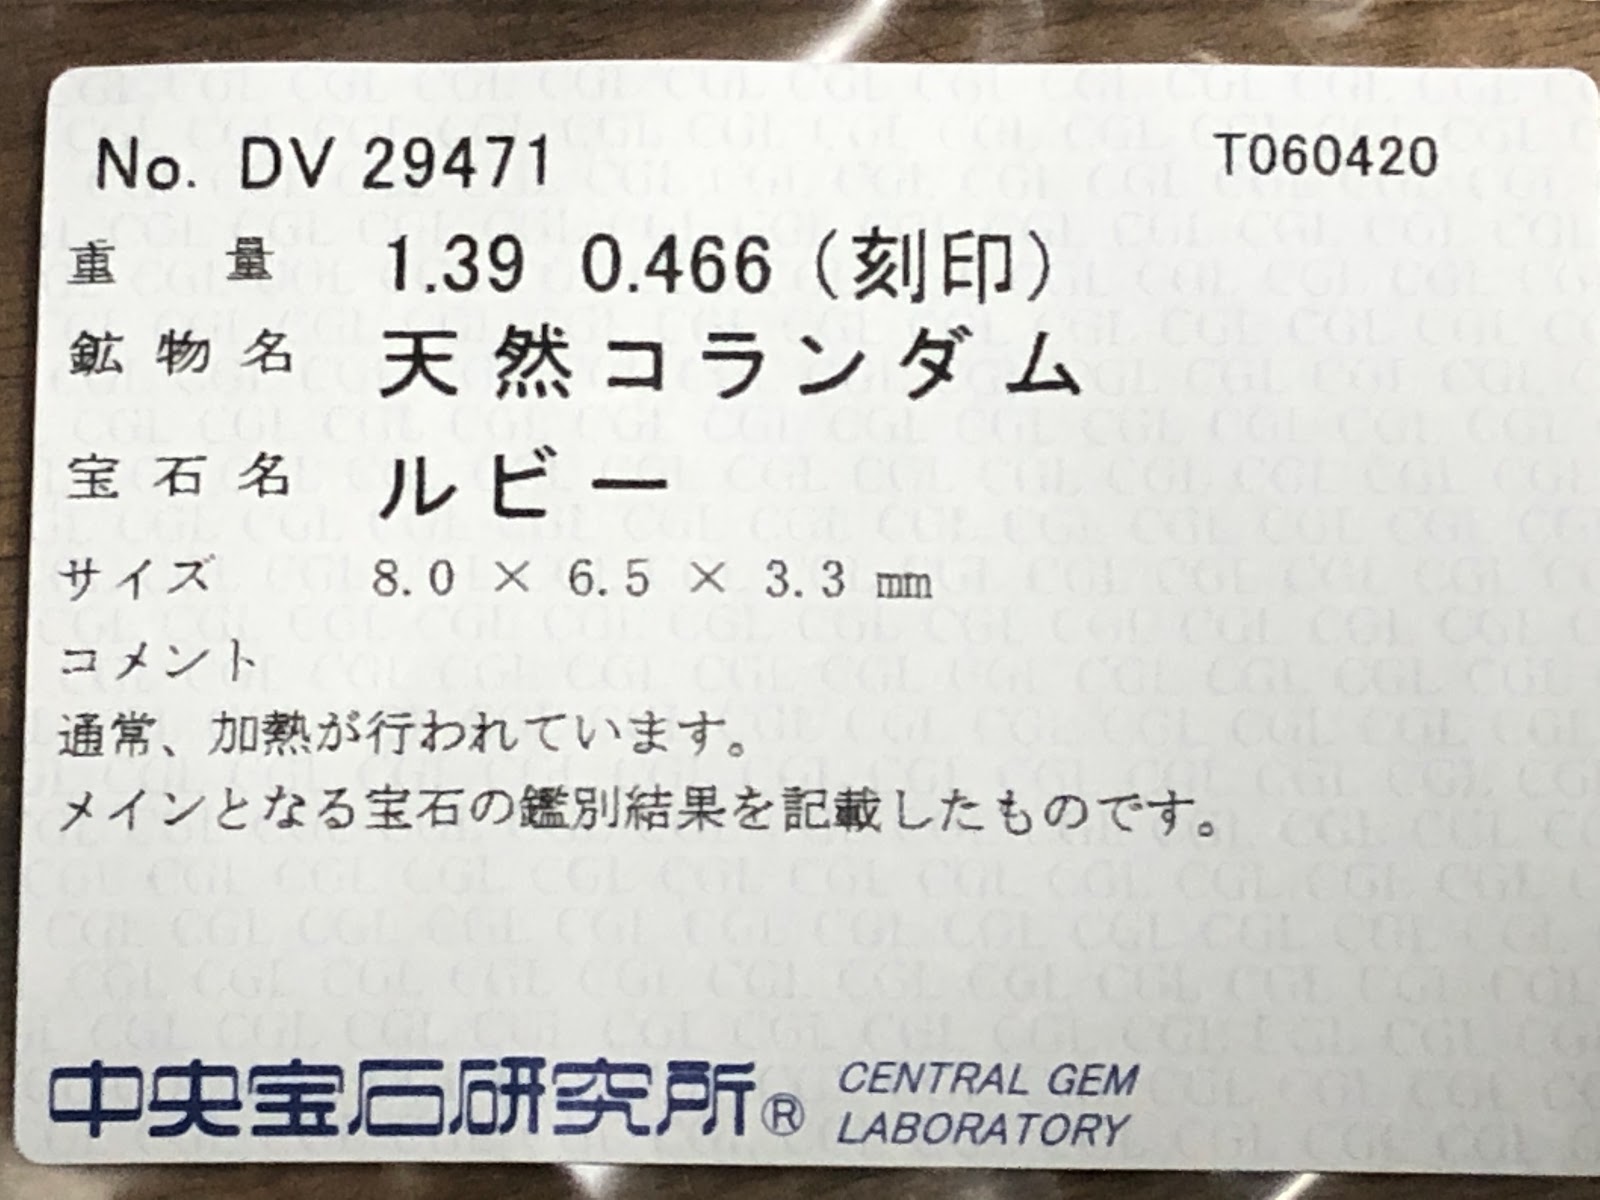 No. DV 29471 T060420
重量 1.39 0.466 (刻印)
鉱物名 天然コランダム
宝石名 ルビー
サイズ 8.0 × 6.5 × 3.3 mm
コメント
通常、加熱が行われています。
メインとなる宝石の鑑別結果を記載したものです。
中央宝石研究所® CENTRAL GEM
LABORATORY